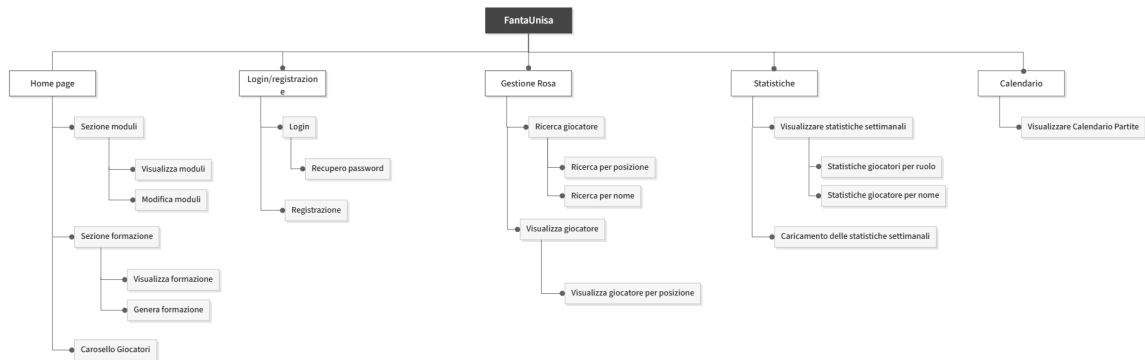 FantaUnisa
Home page
Login/registrazion
e
Gestione Rosa
Statistiche
Calendario
Sezione moduli
Visualizza moduli
Modifica moduli
Sezione formazione
Visualizza formazione
Genera formazione
Carosello Giocatori
Login
Recupero password
Registrazione
Ricerca giocatore
Ricerca per posizione
Ricerca per nome
Visualizza giocatore
Visualizza giocatore per posizione
Visualizzare statistiche settimanali
Statistiche giocatori per ruolo
Statistiche giocatore per nome
Caricamento delle statistiche settimanali
Visualizzare Calendario Partite